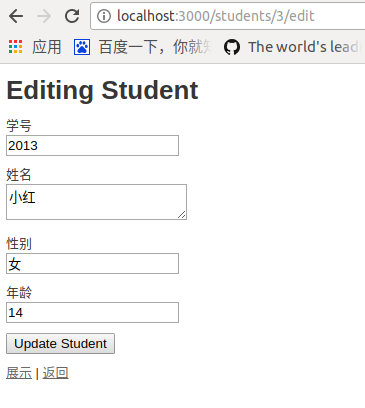 localhost:3000/students/3/edit
应用 百度一下，你就 The world's lead
Editing Student
学号
2013
姓名
小红
性别
女
年龄
14
Update Student
展示 | 返回